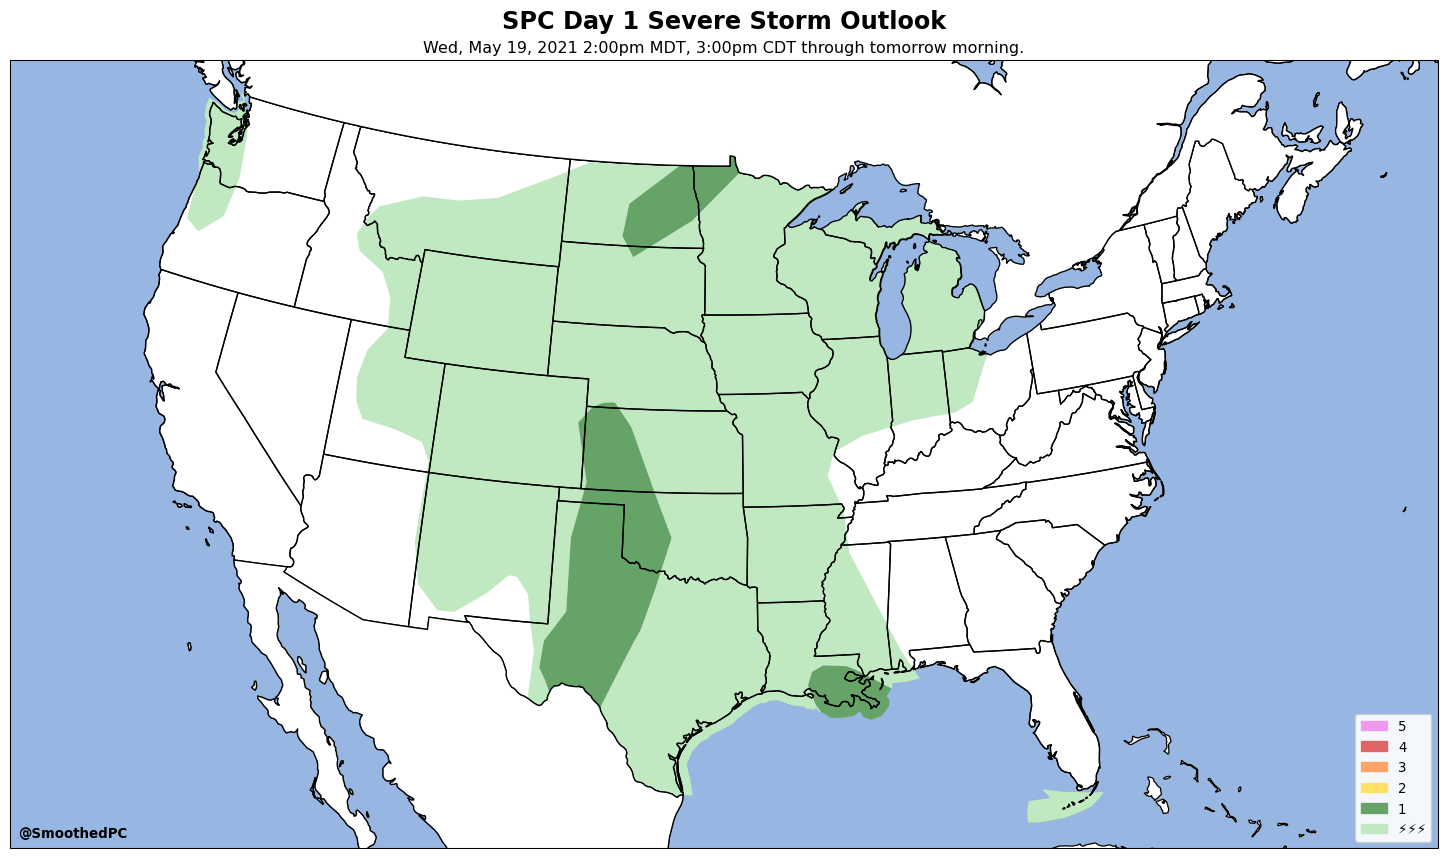 SPC Day 1 Severe Storm Outlook
Wed, May 19, 2021 2:00pm MDT, 3:00pm CDT through tomorrow morning.
5
4
3
2
1
⚡⚡⚡
@SmoothedPC